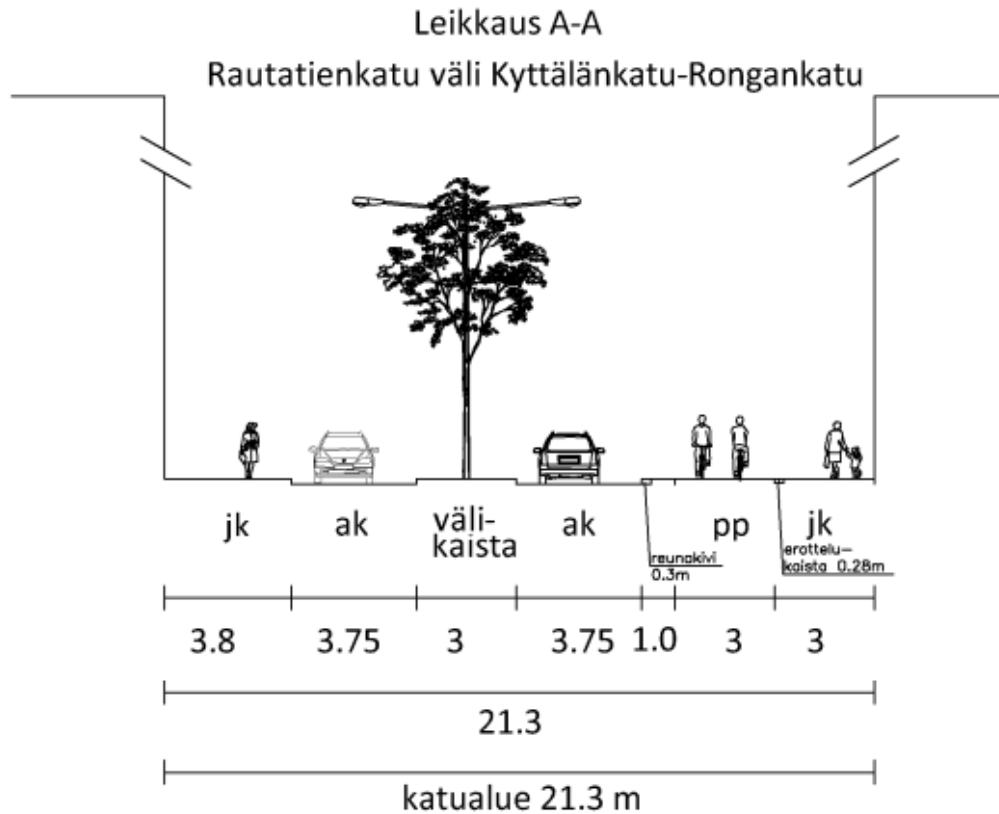 Leikkaus A-A
Rautatienkatu väli Kyttälänkatu-Rongankatu
jk
ak
väli-
kaista
ak
pp
jk
reunakivi
0.3m
erottelu-
kaista 0.28m
3.8
3.75
3
3.75
1.0
3
3
21.3
katualue 21.3 m